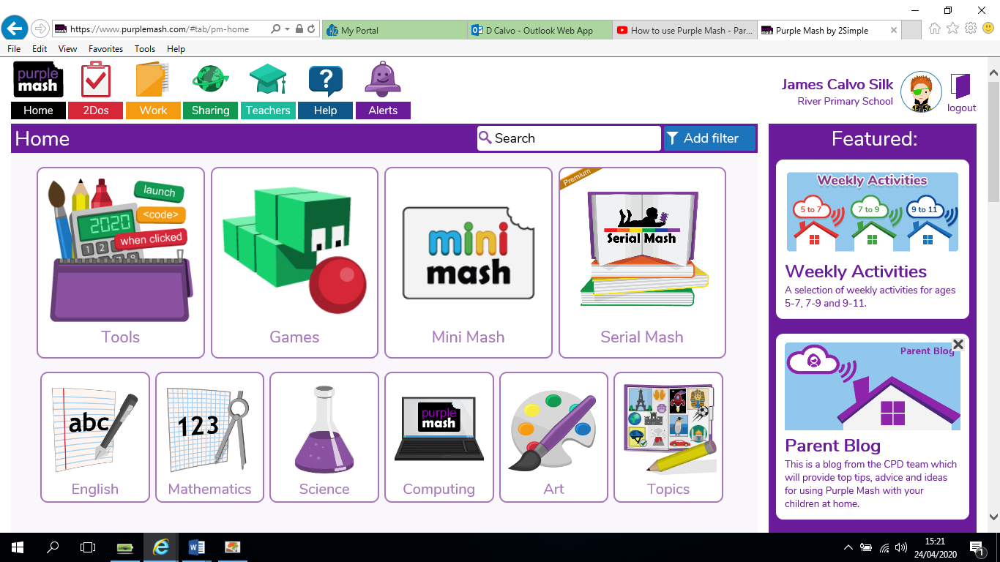 https://www.purplemash.com/#tab/pm-home
My Portal
D Calvo - Outlook Web App
How to use Purple Mash - Par...
Purple Mash by 2Simple
File Edit View Favorites Tools Help
purple
mash
Home
2Dos
Work
Sharing
Teachers
?
Help
Alerts
James Calvo Silk
River Primary School
logout
Home
Search
Add filter
Featured:
launch
<code>
when clicked
2020
1 2
7 8
Tools
Games
mini
mash
Mini Mash
Premium
Serial Mash
Serial Mash
Weekly Activities
5 to 7
7 to 9
9 to 11
Weekly Activities
A selection of weekly activities for ages
5-7, 7-9 and 9-11.
Parent Blog
Parent Blog
This is a blog from the CPD team which
will provide top tips, advice and ideas
for using Purple Mash with your
children at home.
abc
English
123
Mathematics
Science
purple
mash
Computing
Art
Topics
15:21
24/04/2020
1